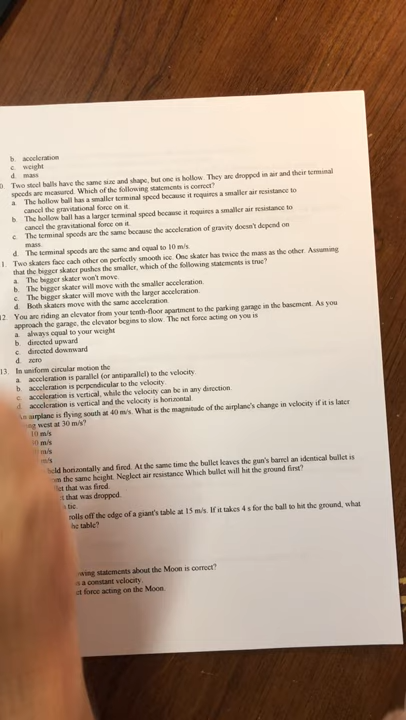 b. acceleration
c. weight
d. mass
Two steel balls have the same size and shape, but one is hollow. They are dropped in air and their terminal
speeds are measured. Which of the following statements is correct?
a. The hollow ball has a smaller terminal speed because it requires a smaller air resistance to
cancel the gravitational force on it.
b. The hollow ball has a larger terminal speed because it requires a smaller air resistance to
cancel the gravitational force on it.
c. The terminal speeds are the same because the acceleration of gravity doesn't depend on
mass.
d. The terminal speeds are the same and equal to 10 m/s.
Two skaters face each other on perfectly smooth ice. One skater has twice the mass as the other. Assuming
that the bigger skater pushes the smaller, which of the following statements is true?
a. The bigger skater won't move.
b. The bigger skater will move with the smaller acceleration.
c. The bigger skater will move with the larger acceleration.
d. Both skaters move with the same acceleration.
12. You are riding an elevator from your tenth-floor apartment to the parking garage in the basement. As you
approach the garage, the elevator begins to slow. The net force acting on you is
a. always equal to your weight
b. directed upward
c. directed downward
d. zero
13. In uniform circular motion the
a. acceleration is parallel (or antiparallel) to the velocity.
b. acceleration is perpendicular to the velocity.
c. acceleration is vertical, while the velocity can be in any direction.
d. acceleration is vertical and the velocity is horizontal.
airplane is flying south at 40 m/s. What is the magnitude of the airplane's change in velocity if it is later
west at 30 m/s?
10 m/s
m/s
m/s
m/s
held horizontally and fired. At the same time the bullet leaves the gun's barrel an identical bullet is
the same height. Neglect air resistance. Which bullet will hit the ground first?
that was fired.
that was dropped.
tie
rolls off the edge of a giant's table at 15 m/s. If it takes 4 s for the ball to hit the ground, what
table?
statements about the Moon is correct?
a constant velocity.
force acting on the Moon.